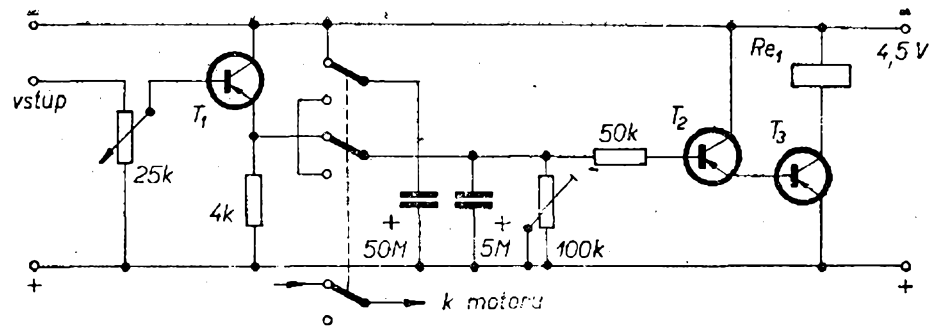 –
–
4,5 V
Re1
vstup
T1
T2
T3
25k
4k
50k
+
50M
5M
+
100k
+
+
k motoru